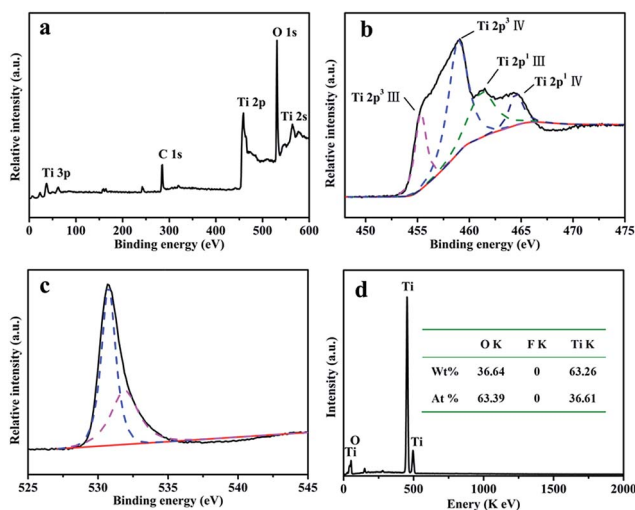 a
O 1s
Ti 2p
Ti 2s
C 1s
Ti 3p
Relative intensity (a.u.)
0 100 200 300 400 500 600
Binding energy (eV)
b
Ti 2p³ IV
Ti 2p¹ III
Ti 2p¹ IV
Ti 2p³ III
Relative intensity (a.u.)
450 455 460 465 470 475
Binding energy (eV)
c
Relative intensity (a.u.)
525 530 535 540 545
Binding energy (eV)
d
Ti
O K F K Ti K
Wt% 36.64 0 63.26
At % 63.39 0 36.61
O
Ti
Ti
Relative intensity (a.u.)
0 500 1000 1500 2000
Enery (K eV)